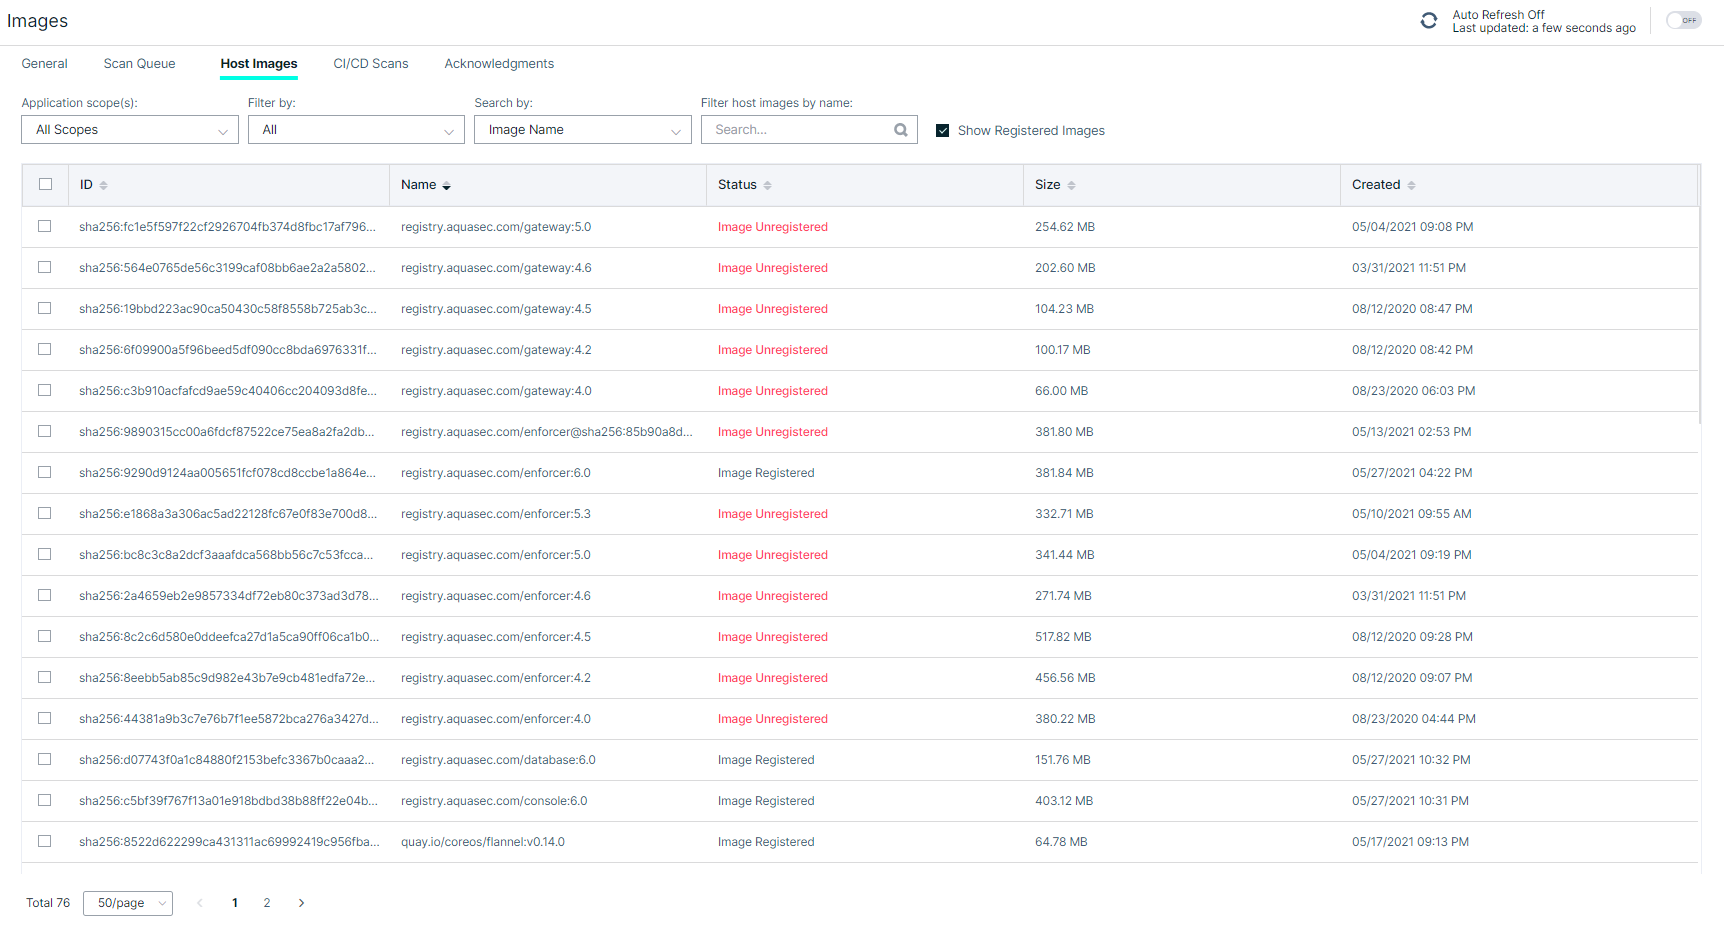 Images
Auto Refresh Off
Last updated: a few seconds ago
OFF
General Scan Queue Host Images CI/CD Scans Acknowledgments
Application scope(s): Filter by: Search by: Filter host images by name:
All Scopes All Image Name Search... Show Registered Images
ID Name Status Size Created
sha256:fc1e5f597f22cf2926704fb374d8fbc17af796... registry.aquasec.com/gateway:5.0 Image Unregistered 254.62 MB 05/04/2021 09:08 PM
sha256:564e0765de56c3199caf08bb6ae2a2a5802... registry.aquasec.com/gateway:4.6 Image Unregistered 202.60 MB 03/31/2021 11:51 PM
sha256:19bbd223ac90ca50430c58f8558b725ab3c... registry.aquasec.com/gateway:4.5 Image Unregistered 104.23 MB 08/12/2020 08:47 PM
sha256:6f09900a5f96beed5df090cc8bda6976331f... registry.aquasec.com/gateway:4.2 Image Unregistered 100.17 MB 08/12/2020 08:42 PM
sha256:c3b910acfafcd9ae59c40406cc204093d8fe... registry.aquasec.com/gateway:4.0 Image Unregistered 66.00 MB 08/23/2020 06:03 PM
sha256:9890315cc00a6fdcf87522ce75ea8a2fa2db... registry.aquasec.com/enforcer@sha256:85b90a8d... Image Unregistered 381.80 MB 05/13/2021 02:53 PM
sha256:9290d9124aa005651fcf078cd8ccbe1a864e... registry.aquasec.com/enforcer:6.0 Image Registered 381.84 MB 05/27/2021 04:22 PM
sha256:e1868a3a306ac5ad22128fc67e0f83e700d8... registry.aquasec.com/enforcer:5.3 Image Unregistered 332.71 MB 05/10/2021 09:55 AM
sha256:bc8c3c8a2dcf3aaafdca568bb56c7c53fcca... registry.aquasec.com/enforcer:5.0 Image Unregistered 341.44 MB 05/04/2021 09:19 PM
sha256:2a4659eb2e9857334df72eb80c373ad3d78... registry.aquasec.com/enforcer:4.6 Image Unregistered 271.74 MB 03/31/2021 11:51 PM
sha256:8c2c6d580e0ddeefca27d1a5ca90ff06ca1b0... registry.aquasec.com/enforcer:4.5 Image Unregistered 517.82 MB 08/12/2020 09:28 PM
sha256:8eebb5ab85c9d982e43b7e9cb481edfa72e... registry.aquasec.com/enforcer:4.2 Image Unregistered 456.56 MB 08/12/2020 09:07 PM
sha256:44381a9b3c7e76b7f1ee5872bca276a3427d... registry.aquasec.com/enforcer:4.0 Image Unregistered 380.22 MB 08/23/2020 04:44 PM
sha256:d07743f0a1c84880f2153befc3367b0caaa2... registry.aquasec.com/database:6.0 Image Registered 151.76 MB 05/27/2021 10:32 PM
sha256:c5bf39f767f13a01e918bdbd38b88ff22e04b... registry.aquasec.com/console:6.0 Image Registered 403.12 MB 05/27/2021 10:31 PM
sha256:8522d622299ca431311ac69992419c956fba... quay.io/coreos/flannel:v0.14.0 Image Registered 64.78 MB 05/17/2021 09:13 PM
Total 76 50/page 1 2